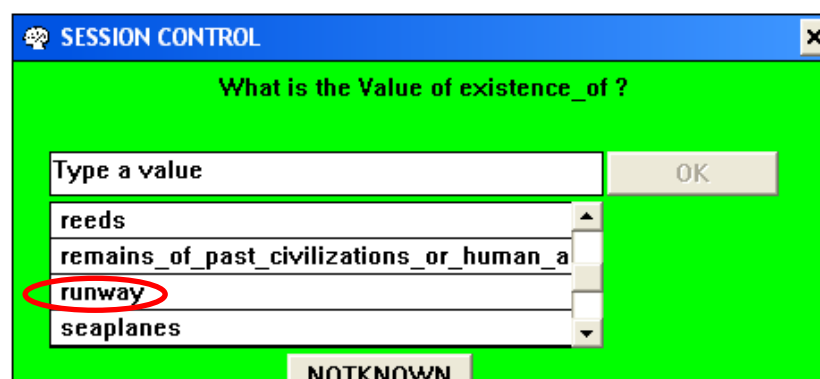 SESSION CONTROL
What is the Value of existence_of ?
Type a value
OK
reeds
remains_of_past_civilizations_or_human_a
runway
seaplanes
NOTKNOWN